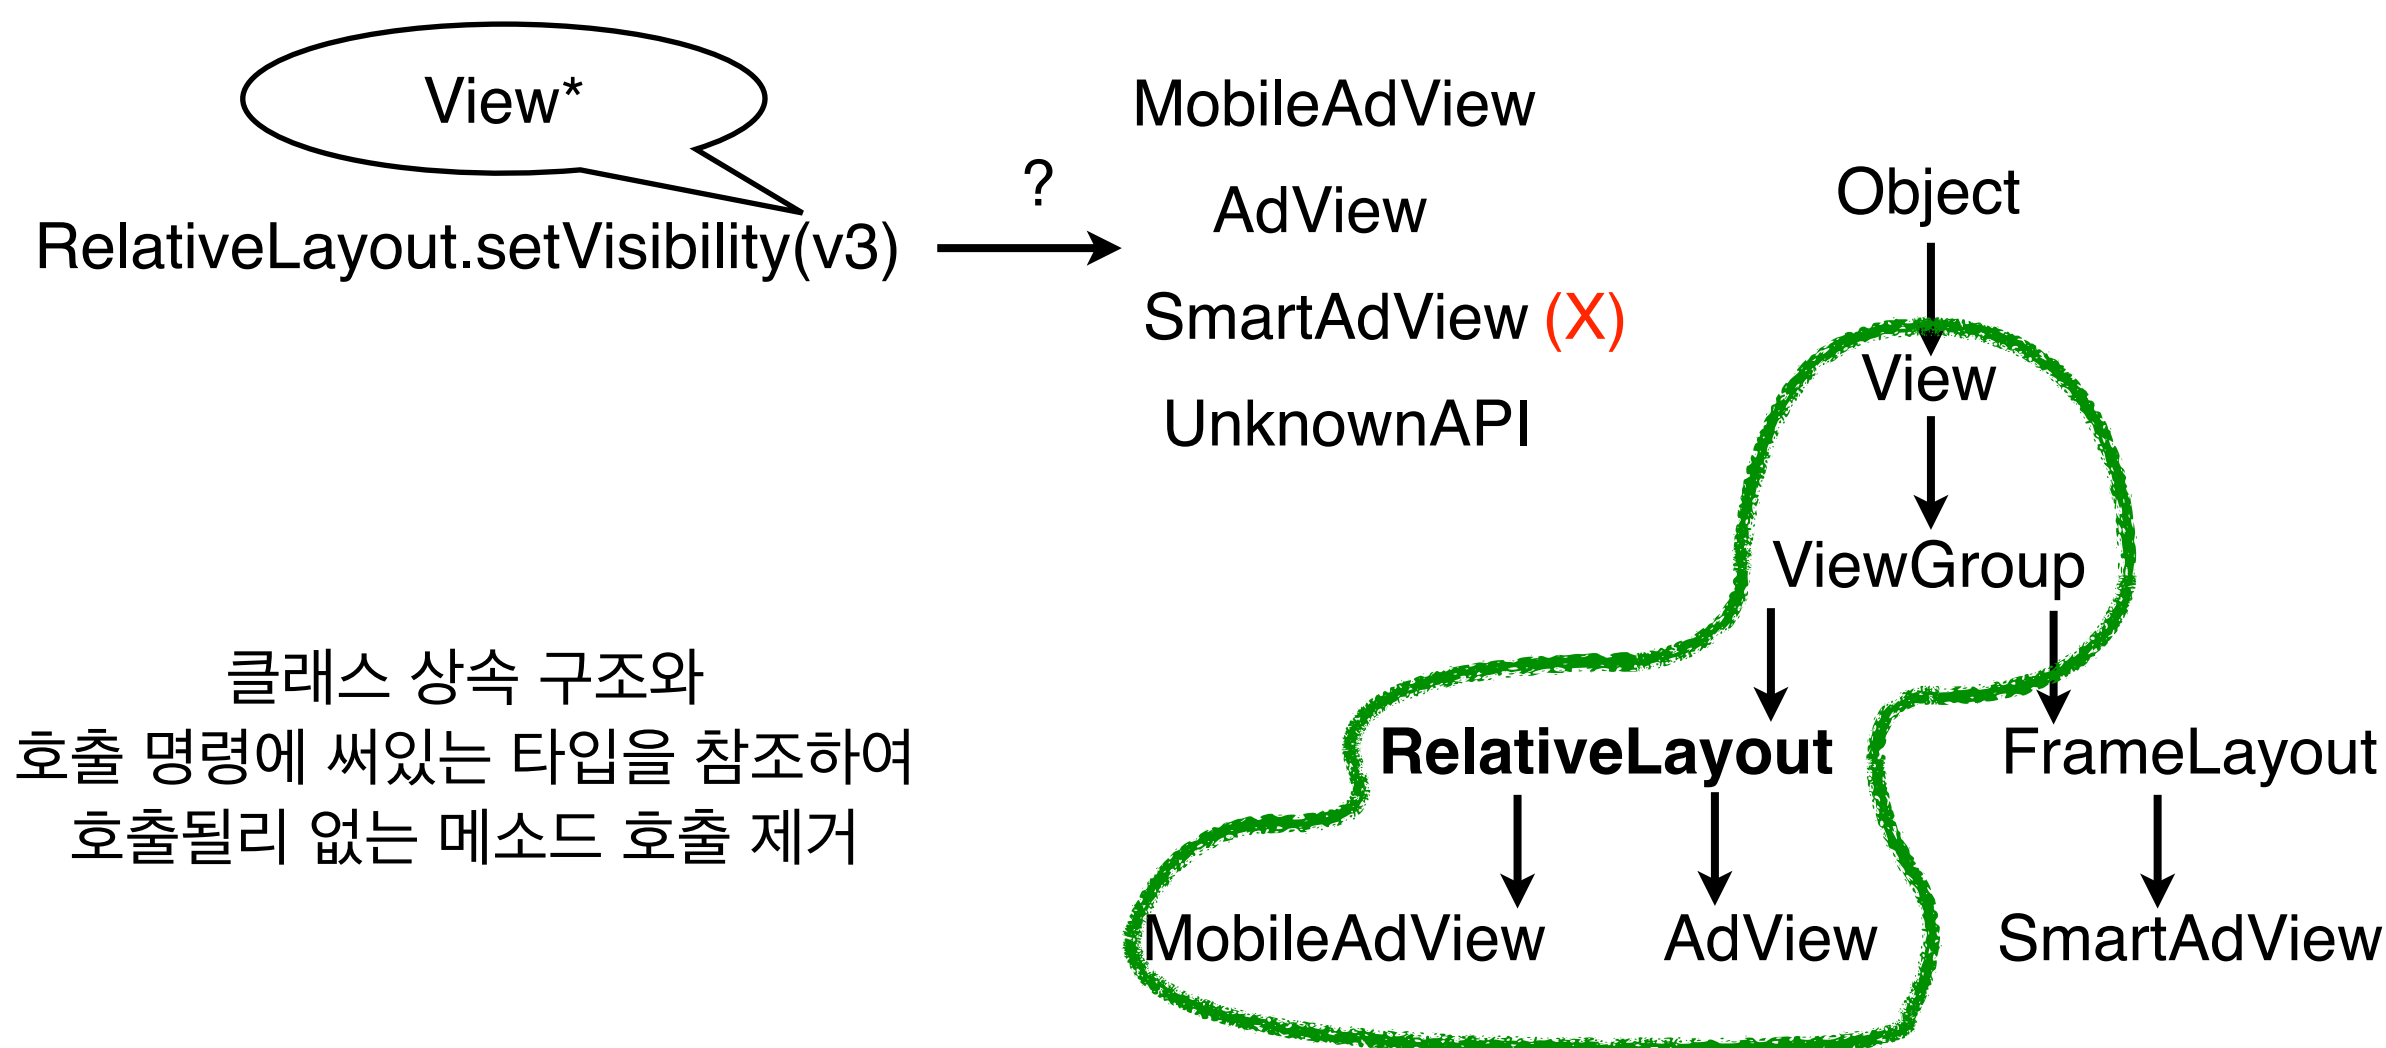 View*
RelativeLayout.setVisibility(v3)
?
MobileAdView
AdView
SmartAdView (X)
UnknownAPI
Object
View
ViewGroup
RelativeLayout
FrameLayout
MobileAdView
AdView
SmartAdView
클래스 상속 구조와
호출 명령에 써있는 타입을 참조하여
호출될리 없는 메소드 호출 제거